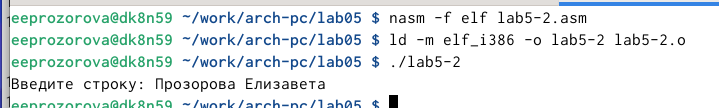 eeprozorova@dk8n59 ~/work/arch-pc/lab05 $ nasm -f elf lab5-2.asm
eeprozorova@dk8n59 ~/work/arch-pc/lab05 $ ld -m elf_i386 -o lab5-2 lab5-2.o
eeprozorova@dk8n59 ~/work/arch-pc/lab05 $ ./lab5-2
Введите строку: Прозорова Елизавета
eeprozorova@dk8n59 ~/work/arch-pc/lab05 $